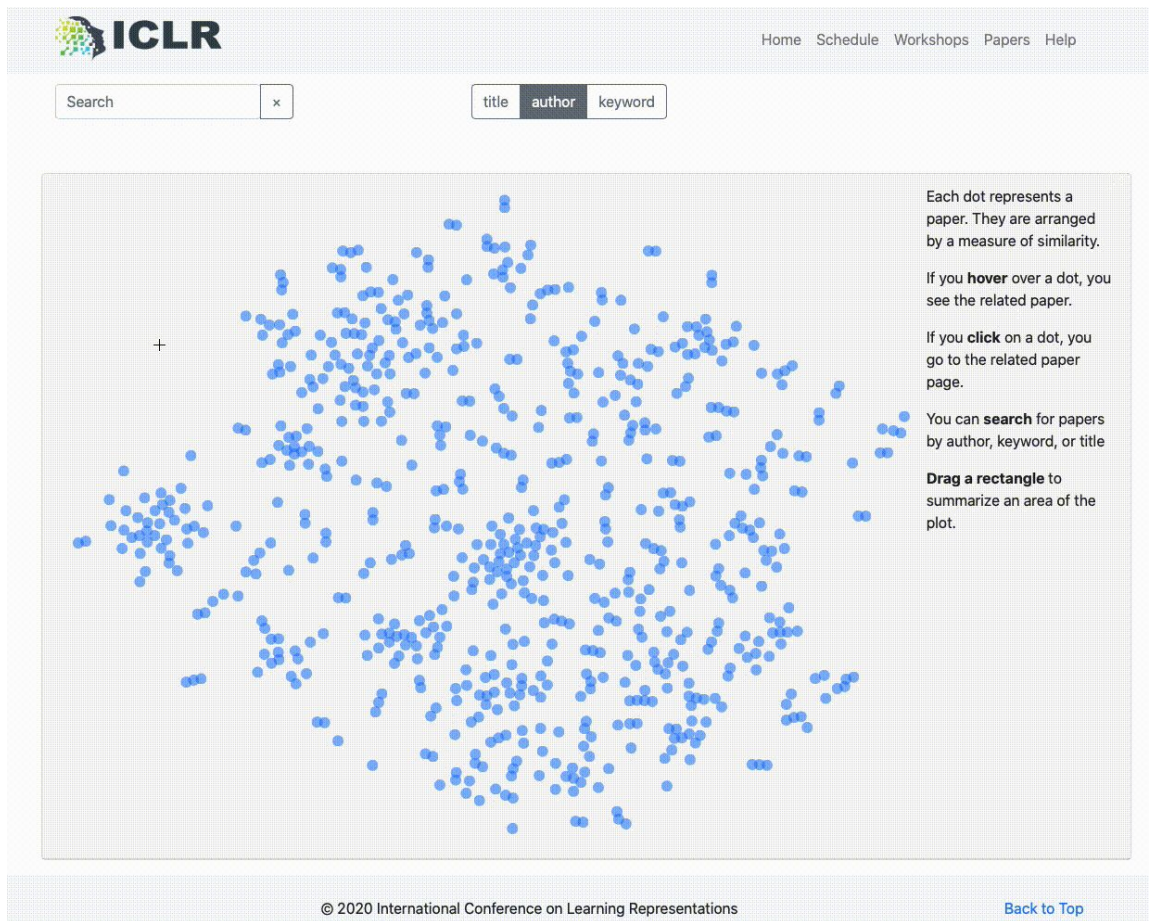 ICLR
Home Schedule Workshops Papers Help
Search ×
title author keyword
Each dot represents a
paper. They are arranged
by a measure of similarity.
If you hover over a dot, you
see the related paper.
If you click on a dot, you
go to the related paper
page.
You can search for papers
by author, keyword, or title
Drag a rectangle to
summarize an area of the
plot.
© 2020 International Conference on Learning Representations
Back to Top